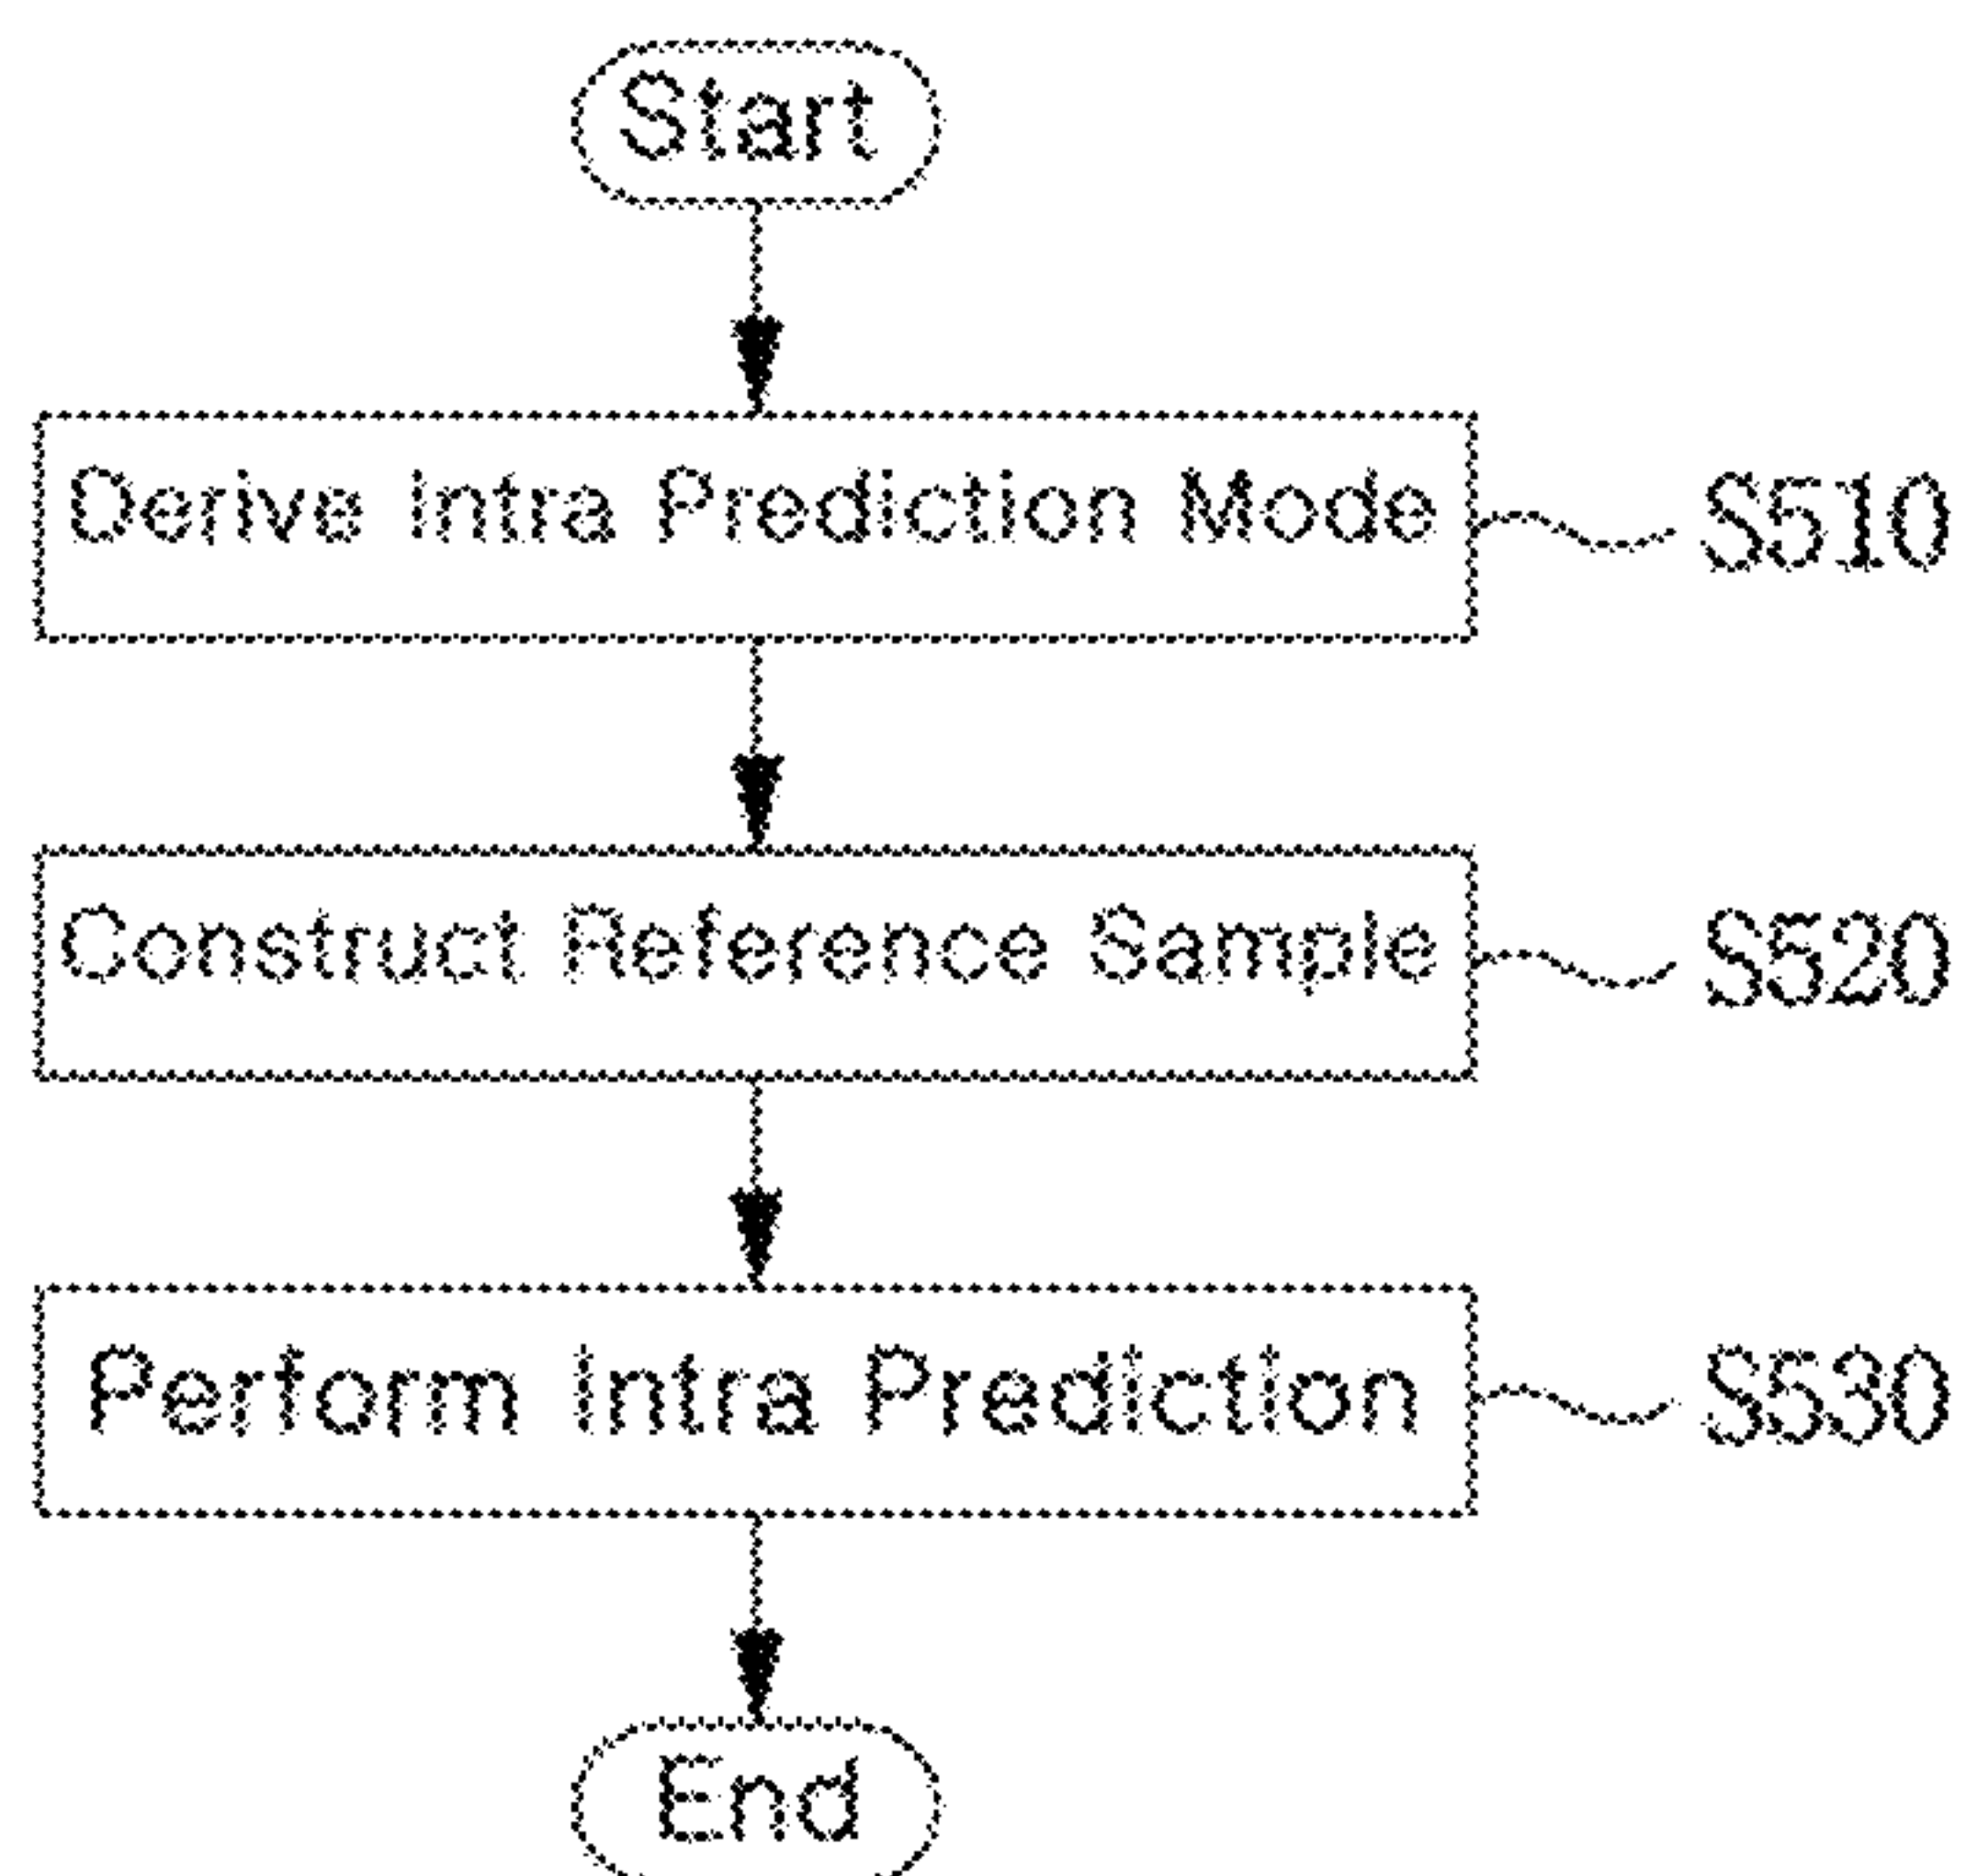 Start
Derive Intra Prediction Mode
S510
Construct Reference Sample
S520
Perform Intra Prediction
S530
End